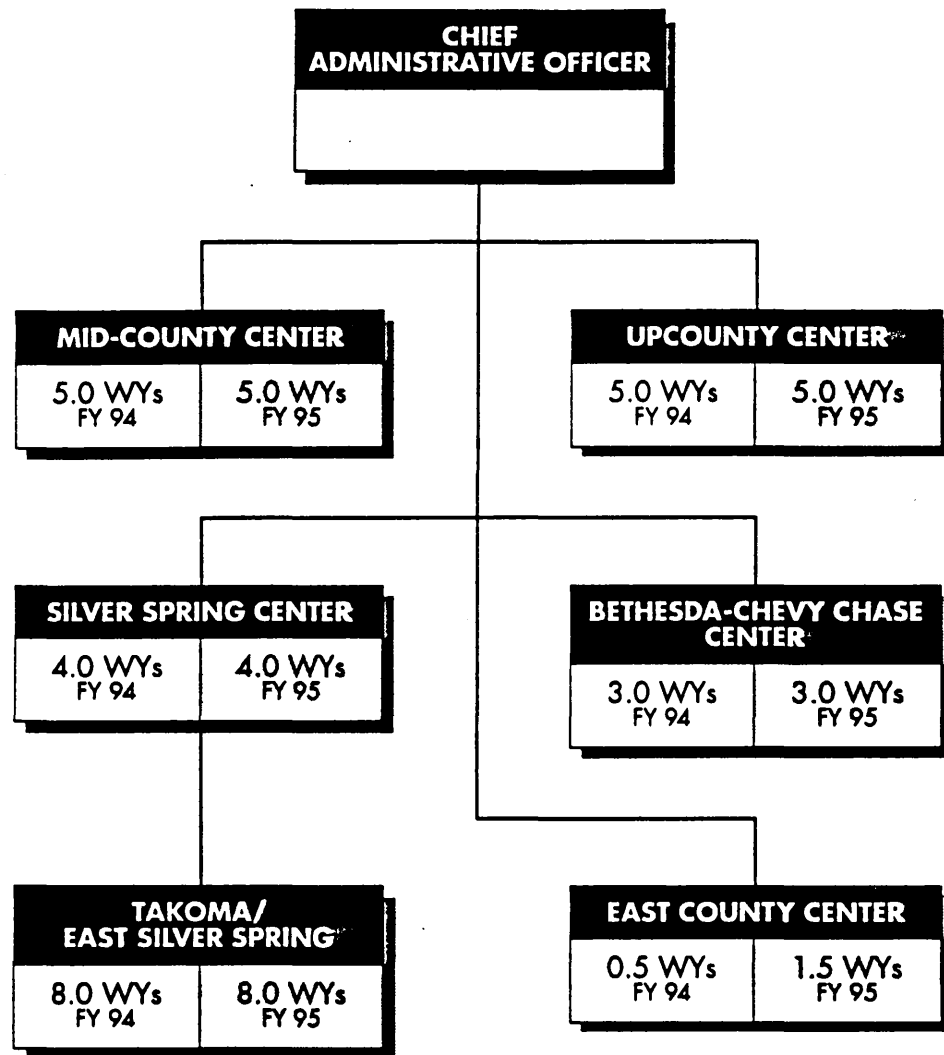 CHIEF
ADMINISTRATIVE OFFICER
MID-COUNTY CENTER
5.0 WYs
FY 94
5.0 WYs
FY 95
UPCOUNTY CENTER
5.0 WYs
FY 94
5.0 WYs
FY 95
SILVER SPRING CENTER
4.0 WYs
FY 94
4.0 WYs
FY 95
BETHESDA-CHEVY CHASE
CENTER
3.0 WYs
FY 94
3.0 WYs
FY 95
TAKOMA/
EAST SILVER SPRING
8.0 WYs
FY 94
8.0 WYs
FY 95
EAST COUNTY CENTER
0.5 WYs
FY 94
1.5 WYs
FY 95